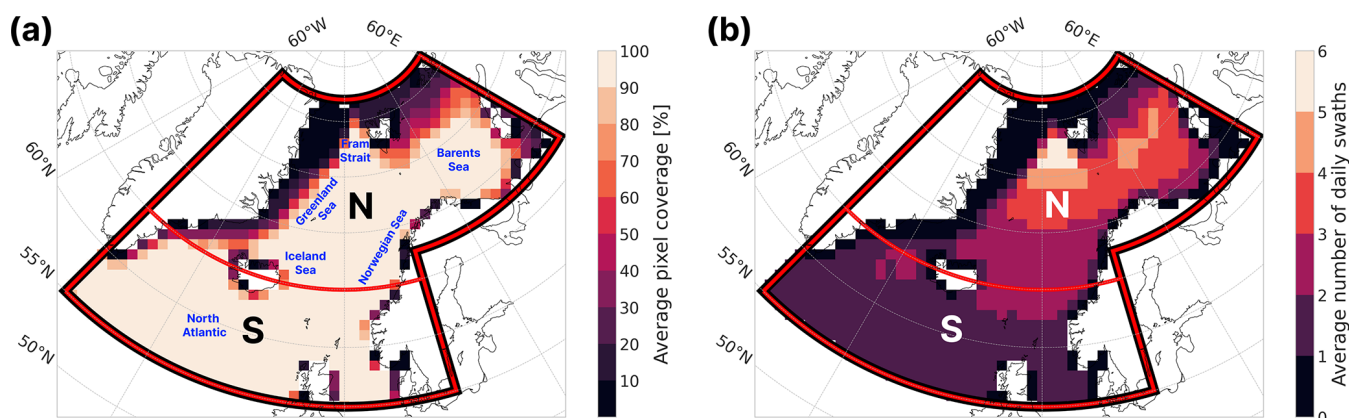 (a)
60°W
60°E
60°N
55°N
50°N
Fram
Strait
Barents
Sea
Greenland
Sea
N
Norwegian Sea
Iceland
Sea
North
Atlantic
S
100
90
80
70
60
50
40
30
20
10
Average pixel coverage [%]
(b)
60°W
60°E
60°N
55°N
50°N
N
S
6
5
4
3
2
1
0
Average number of daily swaths